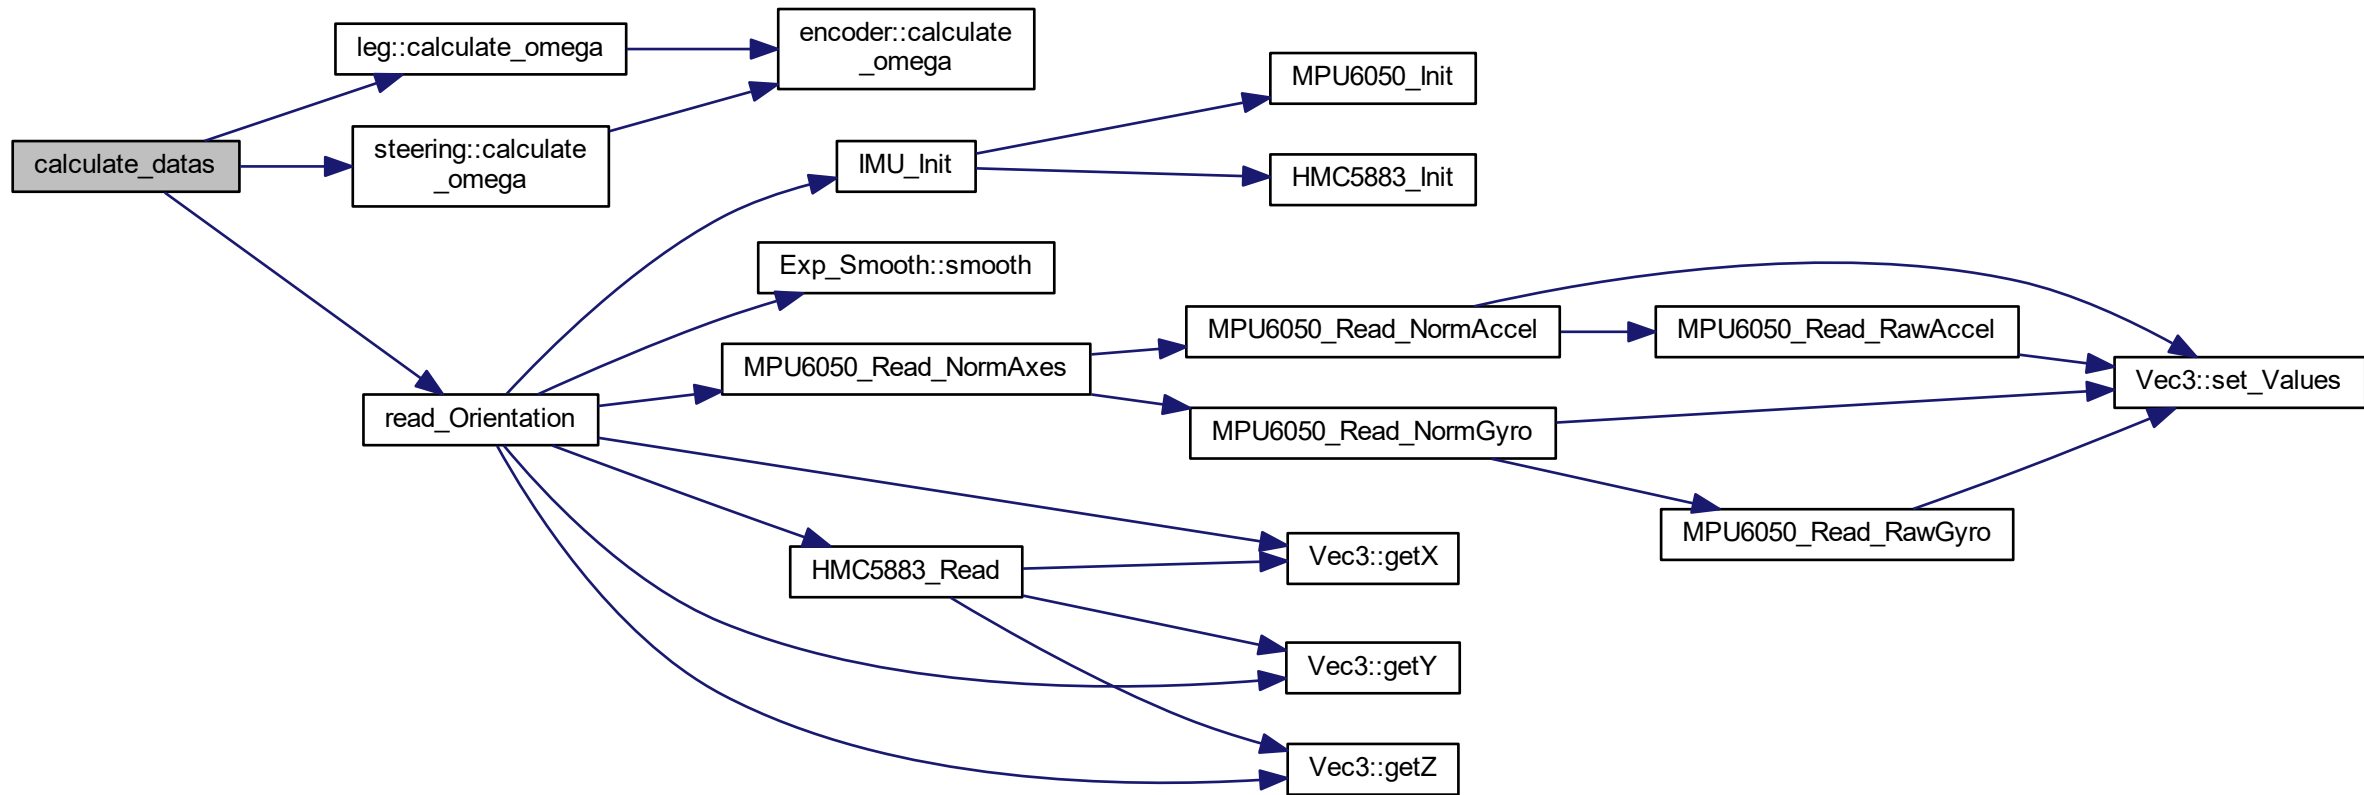 calculate_datas
leg::calculate_omega
steering::calculate
_omega
read_Orientation
encoder::calculate
_omega
IMU_Init
Exp_Smooth::smooth
MPU6050_Read_NormAxes
HMC5883_Read
MPU6050_Init
HMC5883_Init
MPU6050_Read_NormAccel
MPU6050_Read_NormGyro
Vec3::getX
Vec3::getY
Vec3::getZ
MPU6050_Read_RawAccel
MPU6050_Read_RawGyro
Vec3::set_Values